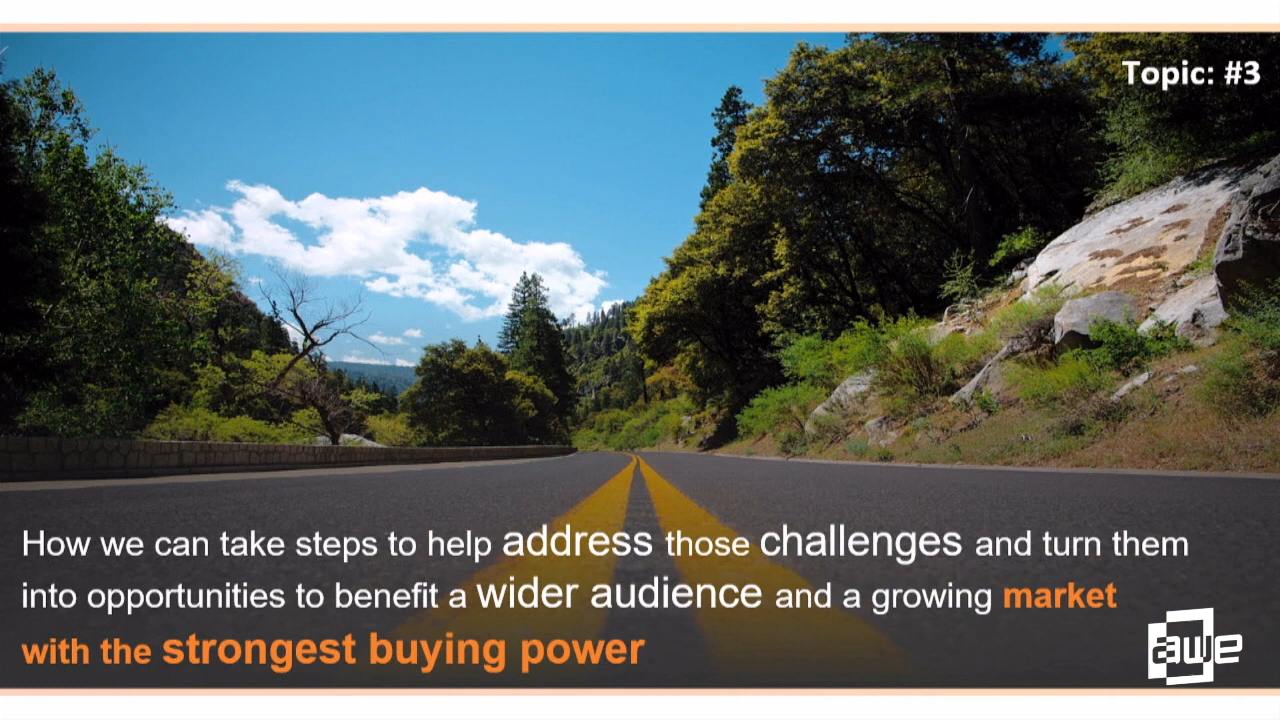 Topic: #3
How we can take steps to help address those challenges and turn them
into opportunities to benefit a wider audience and a growing market
with the strongest buying power
awe